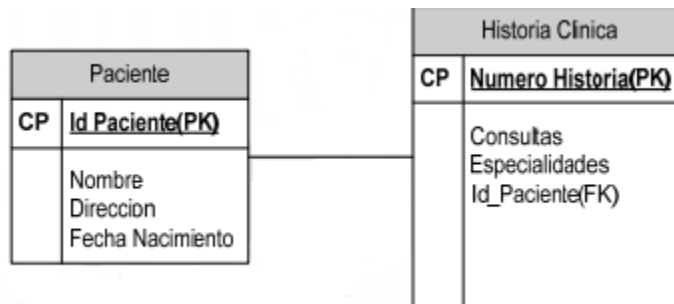 Paciente
CP Id Paciente(PK)
Nombre
Direccion
Fecha Nacimiento
Historia Clinica
CP Numero Historia(PK)
Consultas
Especialidades
Id_Paciente(FK)